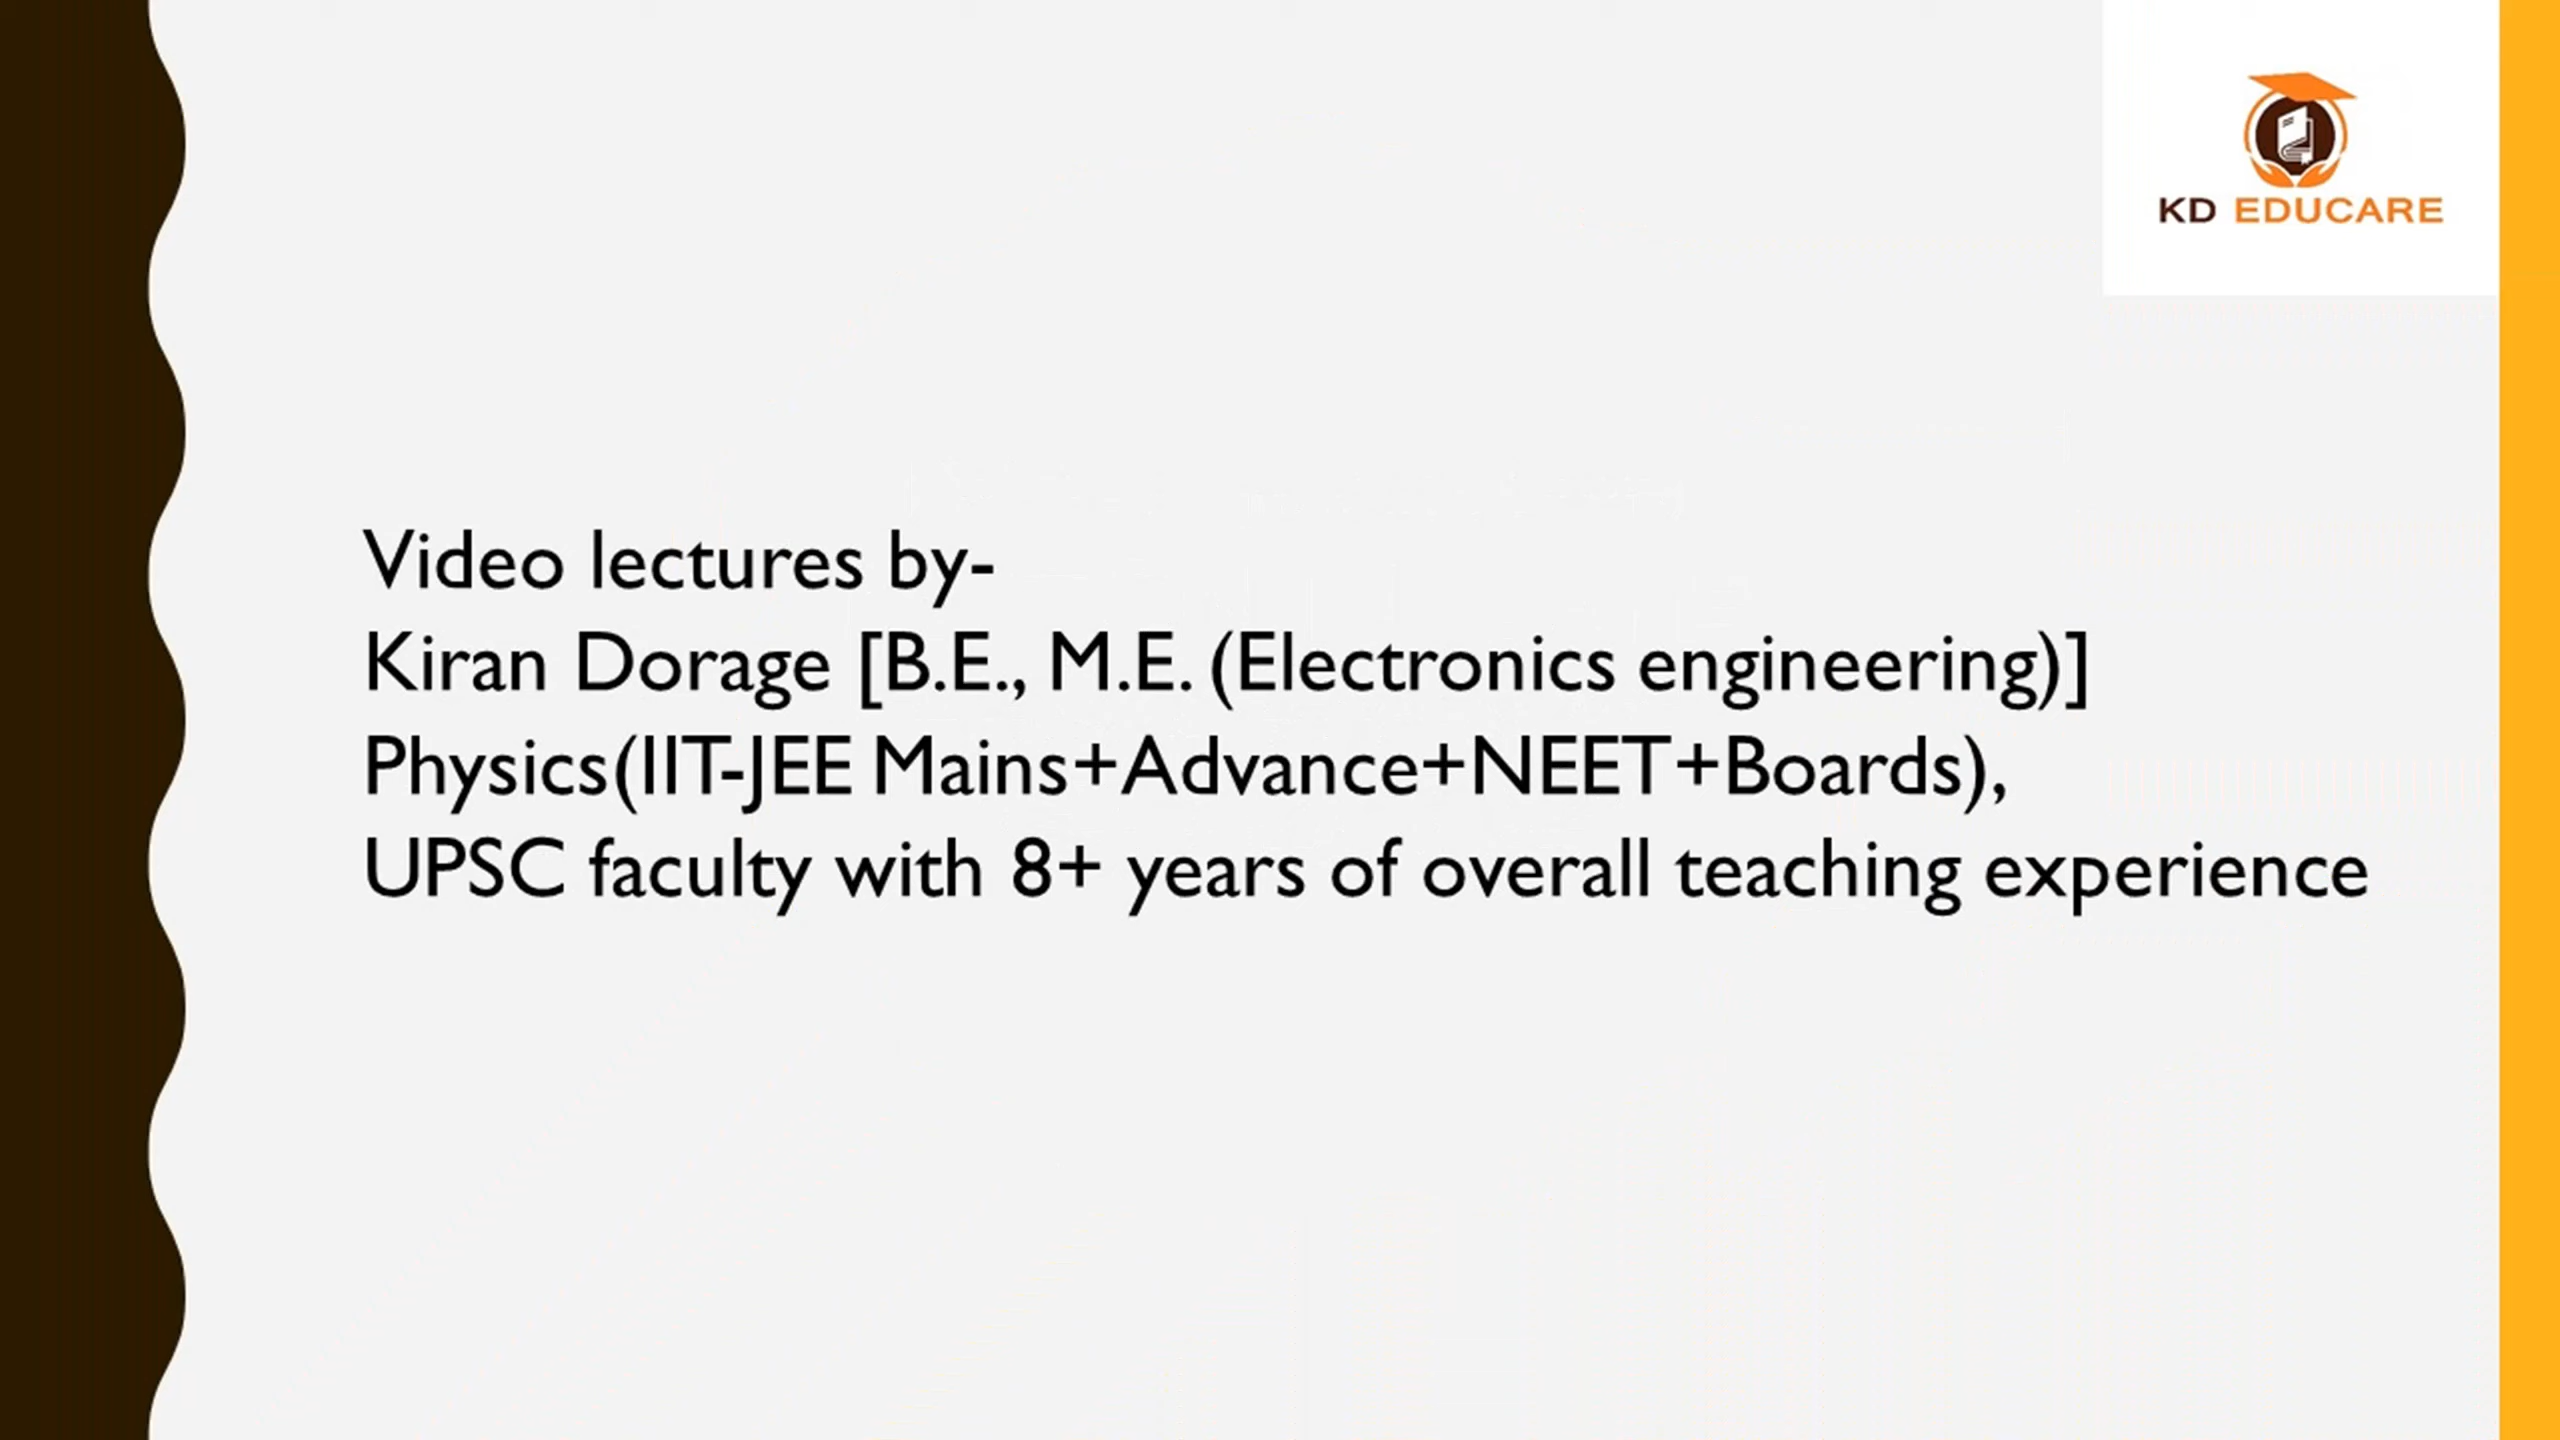 KD EDUCARE
Video lectures by-
Kiran Dorage [B.E., M.E. (Electronics engineering)]
Physics(IIT-JEE Mains+Advance+NEET+Boards),
UPSC faculty with 8+ years of overall teaching experience